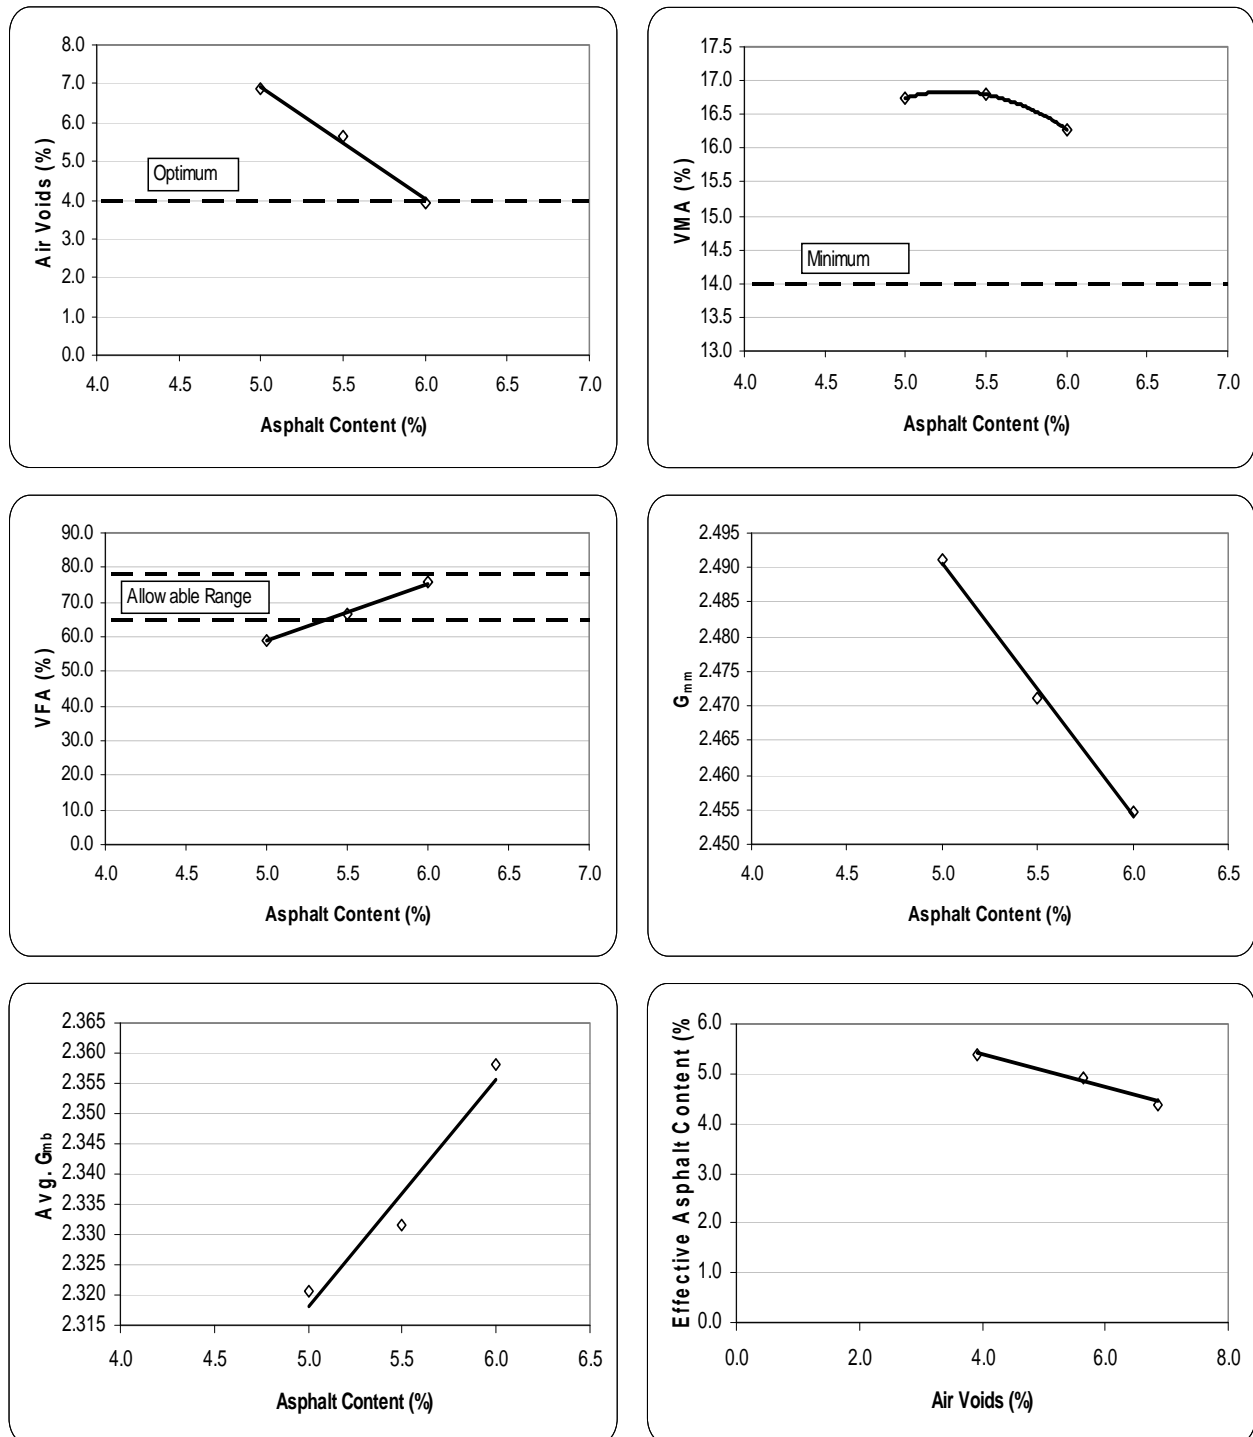 8.0
7.0
6.0
5.0
4.0
3.0
2.0
1.0
0.0
Air Voids (%)
Optimum
4.0 4.5 5.0 5.5 6.0 6.5 7.0
Asphalt Content (%)
17.5
17.0
16.5
16.0
15.5
15.0
14.5
14.0
13.5
13.0
VMA (%)
Minimum
4.0 4.5 5.0 5.5 6.0 6.5 7.0
Asphalt Content (%)
90.0
80.0
70.0
60.0
50.0
40.0
30.0
20.0
10.0
0.0
VFA (%)
Allowable Range
4.0 4.5 5.0 5.5 6.0 6.5 7.0
Asphalt Content (%)
2.495
2.490
2.485
2.480
2.475
2.470
2.465
2.460
2.455
2.450
Gmm
4.0 4.5 5.0 5.5 6.0 6.5
Asphalt Content (%)
2.365
2.360
2.355
2.350
2.345
2.340
2.335
2.330
2.325
2.320
2.315
Avg. Gmb
4.0 4.5 5.0 5.5 6.0 6.5
Asphalt Content (%)
6.0
5.0
4.0
3.0
2.0
1.0
0.0
Effective Asphalt Content (%
0.0 2.0 4.0 6.0 8.0
Air Voids (%)